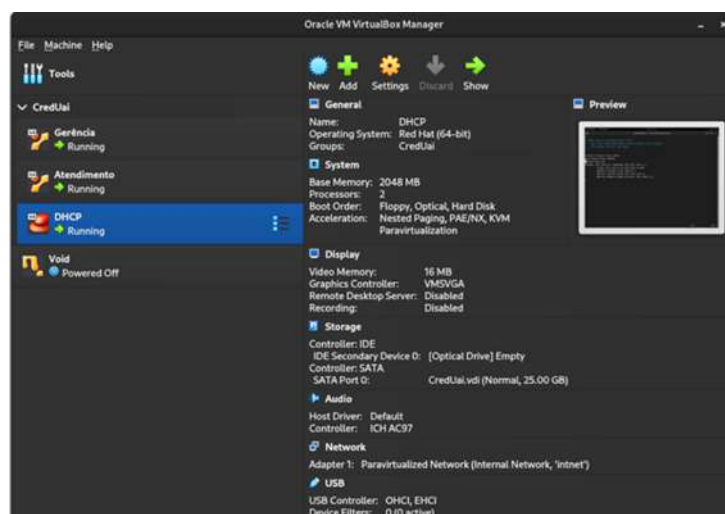 Oracle VM VirtualBox Manager
File Machine Help
Tools
New Add Settings Discard Show
CredUai
Gerência
Running
Atendimento
Running
DHCP
Running
Void
Powered Off
General
Name: DHCP
Operating System: Red Hat (64-bit)
Groups: CredUai
Preview
System
Base Memory: 2048 MB
Processors: 2
Boot Order: Floppy, Optical, Hard Disk
Acceleration: Nested Paging, PAE/NX, KVM
Paravirtualization
Display
Video Memory: 16 MB
Graphics Controller: VMSVGA
Remote Desktop Server: Disabled
Recording: Disabled
Storage
Controller: IDE
IDE Secondary Device 0: [Optical Drive] Empty
Controller: SATA
SATA Port 0: CredUai.vdi (Normal, 25.00 GB)
Audio
Host Driver: Default
Controller: ICH AC97
Network
Adapter 1: Paravirtualized Network (Internal Network, 'intnet')
USB
USB Controller: OHCI, EHCI
Device Filters: 0 (0 active)